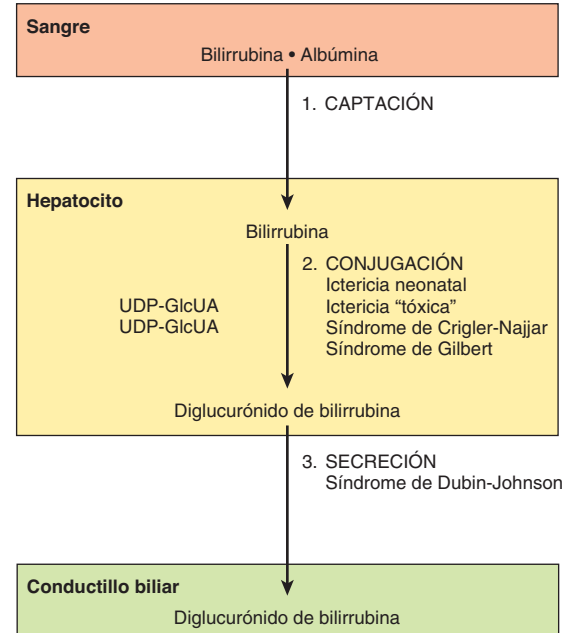 Sangre
Bilirrubina • Albúmina
1. CAPTACIÓN
Hepatocito
Bilirrubina
2. CONJUGACIÓN
Ictericia neonatal
Ictericia “tóxica”
Síndrome de Crigler-Najjar
Síndrome de Gilbert
UDP-GlcUA
UDP-GlcUA
Diglucurónido de bilirrubina
3. SECRECIÓN
Síndrome de Dubin-Johnson
Conductillo biliar
Diglucurónido de bilirrubina